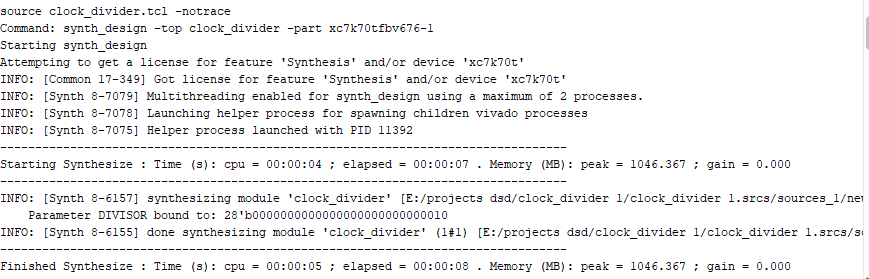 source clock_divider.tcl -notrace
Command: synth_design -top clock_divider -part xc7k70tfbv676-1
Starting synth_design
Attempting to get a license for feature 'Synthesis' and/or device 'xc7k70t'
INFO: [Common 17-349] Got license for feature 'Synthesis' and/or device 'xc7k70t'
INFO: [Synth 8-7079] Multithreading enabled for synth_design using a maximum of 2 processes.
INFO: [Synth 8-7078] Launching helper process for spawning children vivado processes
INFO: [Synth 8-7075] Helper process launched with PID 11392
---------------------------------------------------------------------------------
Starting Synthesize : Time (s): cpu = 00:00:04 ; elapsed = 00:00:07 . Memory (MB): peak = 1046.367 ; gain = 0.000
---------------------------------------------------------------------------------
INFO: [Synth 8-6157] synthesizing module 'clock_divider' [E:/projects dsd/clock_divider 1/clock_divider 1.srcs/sources_1/new
Parameter DIVISOR bound to: 28'b0000000000000000000000000010
INFO: [Synth 8-6155] done synthesizing module 'clock_divider' (1#1) [E:/projects dsd/clock_divider 1/clock_divider 1.srcs/so
---------------------------------------------------------------------------------
Finished Synthesize : Time (s): cpu = 00:00:05 ; elapsed = 00:00:08 . Memory (MB): peak = 1046.367 ; gain = 0.000